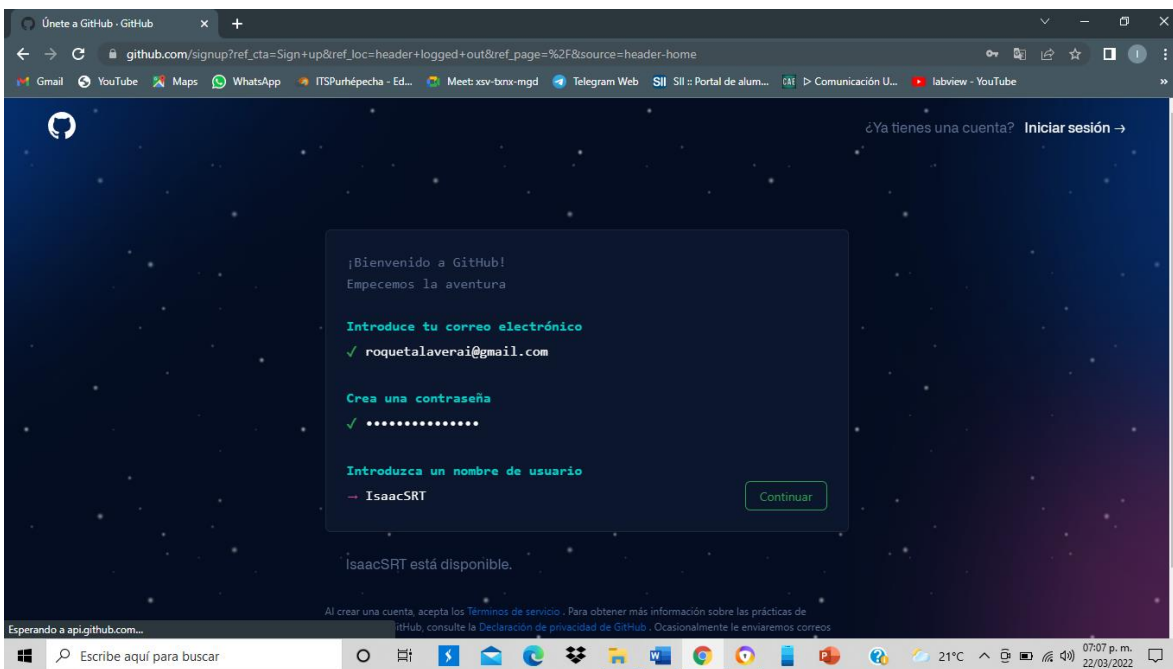 Únete a GitHub · GitHub
github.com/signup?ref_cta=Sign+up&ref_loc=header+logged+out&ref_page=%2F&source=header-home
Gmail YouTube Maps WhatsApp ITSPurhépecha - Ed... Meet: xsv-txnx-mqd Telegram Web SII SII :: Portal de alum... CAE ᐅ Comunicación U... labview - YouTube »
¿Ya tienes una cuenta? Iniciar sesión →
¡Bienvenido a GitHub!
Empecemos la aventura
Introduce tu correo electrónico
✓ roquetalaverai@gmail.com
Crea una contraseña
✓ •••••••••••••••
Introduzca un nombre de usuario
→ IsaacSRT Continuar
IsaacSRT está disponible.
Al crear una cuenta, acepta los Términos de servicio . Para obtener más información sobre las prácticas de
itHub, consulte la Declaración de privacidad de GitHub . Ocasionalmente le enviaremos correos
Esperando a api.github.com...
Escribe aquí para buscar 21°C 07:07 p. m.
22/03/2022